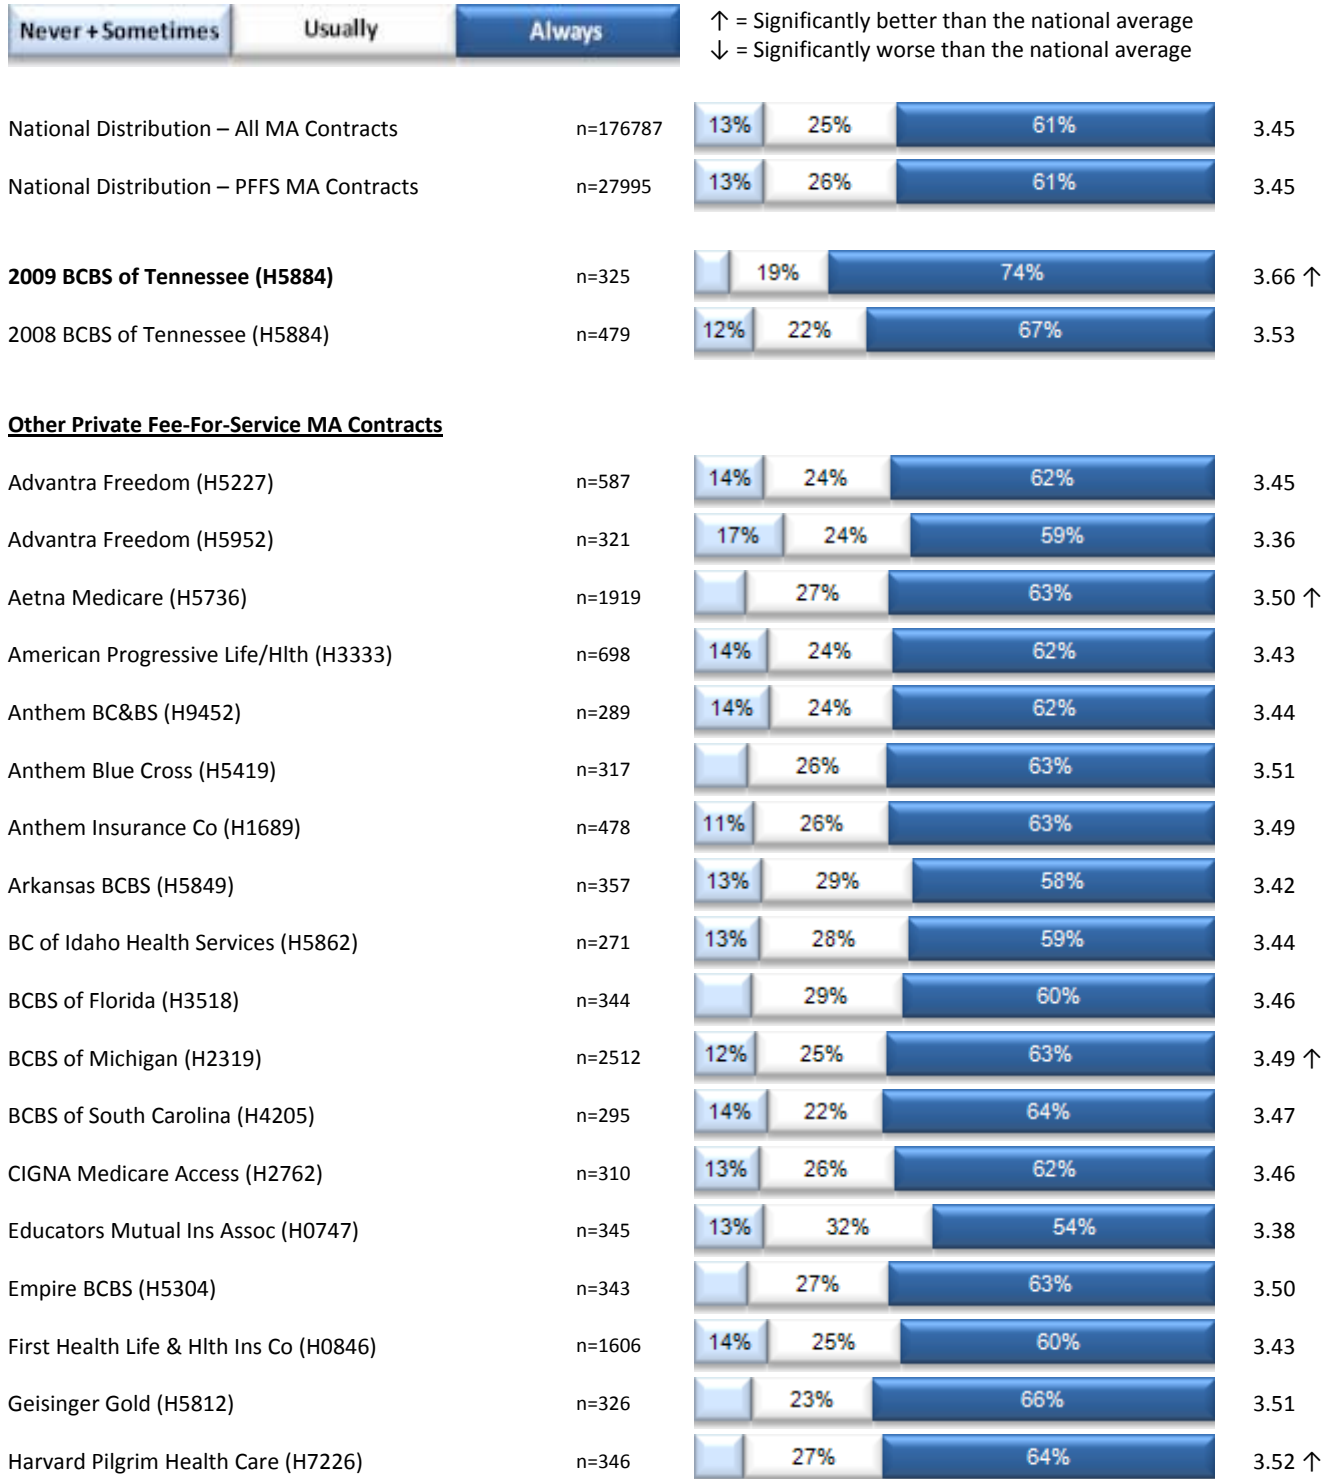 Never + Sometimes Usually Always
↑ = Significantly better than the national average
↓ = Significantly worse than the national average
National Distribution – All MA Contracts n=176787 13% 25% 61% 3.45
National Distribution – PFFS MA Contracts n=27995 13% 26% 61% 3.45
2009 BCBS of Tennessee (H5884) n=325 19% 74% 3.66 ↑
2008 BCBS of Tennessee (H5884) n=479 12% 22% 67% 3.53
Other Private Fee-For-Service MA Contracts
Advantra Freedom (H5227) n=587 14% 24% 62% 3.45
Advantra Freedom (H5952) n=321 17% 24% 59% 3.36
Aetna Medicare (H5736) n=1919 27% 63% 3.50 ↑
American Progressive Life/Hlth (H3333) n=698 14% 24% 62% 3.43
Anthem BC&BS (H9452) n=289 14% 24% 62% 3.44
Anthem Blue Cross (H5419) n=317 26% 63% 3.51
Anthem Insurance Co (H1689) n=478 11% 26% 63% 3.49
Arkansas BCBS (H5849) n=357 13% 29% 58% 3.42
BC of Idaho Health Services (H5862) n=271 13% 28% 59% 3.44
BCBS of Florida (H3518) n=344 29% 60% 3.46
BCBS of Michigan (H2319) n=2512 12% 25% 63% 3.49 ↑
BCBS of South Carolina (H4205) n=295 14% 22% 64% 3.47
CIGNA Medicare Access (H2762) n=310 13% 26% 62% 3.46
Educators Mutual Ins Assoc (H0747) n=345 13% 32% 54% 3.38
Empire BCBS (H5304) n=343 27% 63% 3.50
First Health Life & Hlth Ins Co (H0846) n=1606 14% 25% 60% 3.43
Geisinger Gold (H5812) n=326 23% 66% 3.51
Harvard Pilgrim Health Care (H7226) n=346 27% 64% 3.52 ↑